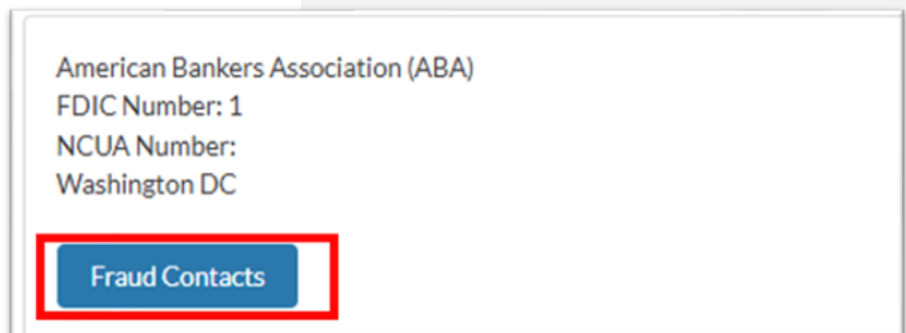 American Bankers Association (ABA)
FDIC Number: 1
NCUA Number:
Washington DC
Fraud Contacts